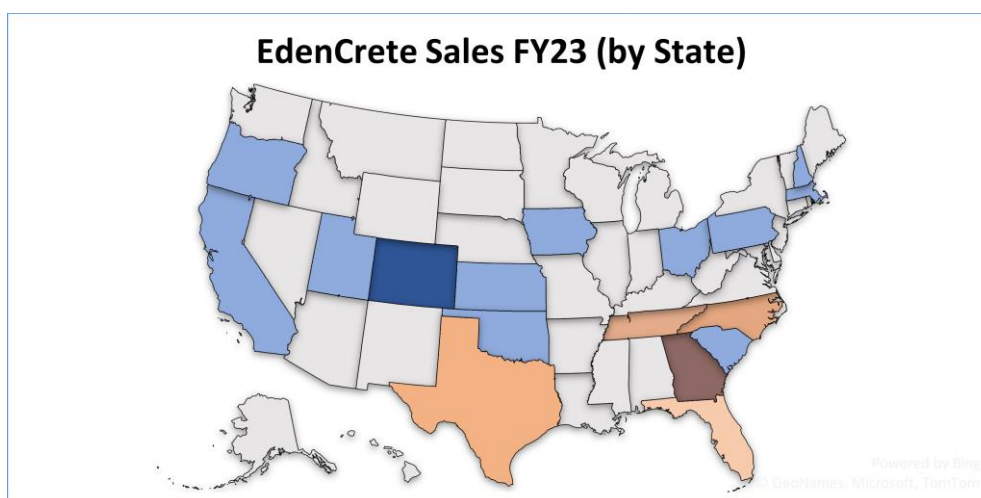 EdenCrete Sales FY23 (by State)
Powered by Bing
© GeoNames, Microsoft, TomTom